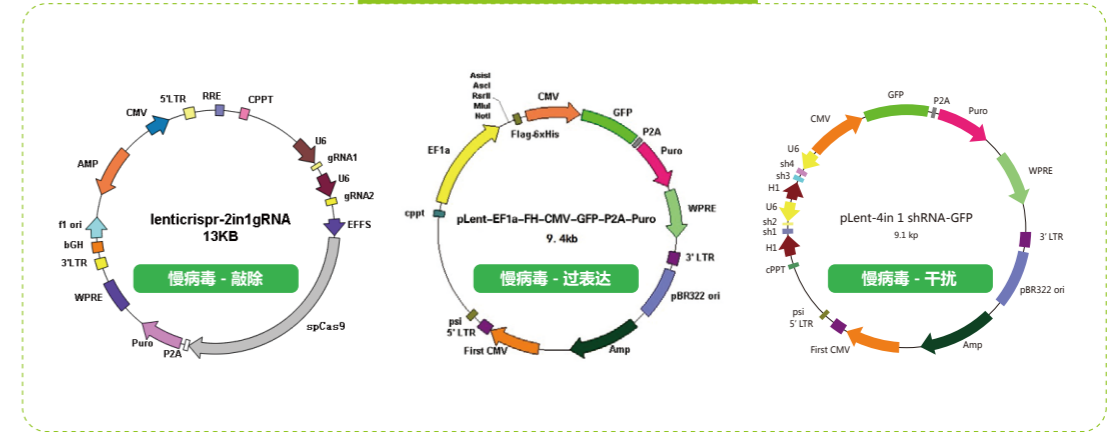 5'LTR
RRE
CPPT
CMV
U6
gRNA1
U6
gRNA2
AMP
lenticrispr-2in1gRNA
13KB
EFFS
f1 ori
bGH
3'LTR
慢病毒 - 敲除
WPRE
spCas9
Puro
P2A
AsisI
AscI
RsrII
MluI
NotI
CMV
GFP
Flag-6xHis
P2A
Puro
EF1a
WPRE
cppt
pLent-EF1a-FH-CMV-GFP-P2A-Puro
9. 4kb
3' LTR
慢病毒 - 过表达
pBR322 ori
psi
5' LTR
First CMV
Amp
GFP
P2A
Puro
CMV
U6
sh4
sh3
H1
WPRE
U6
sh2
sh1
H1
pLent-4in 1 shRNA-GFP
9.1 kp
3' LTR
cPPT
慢病毒 - 干扰
pBR322 ori
psi
5' LTR
First CMV
Amp